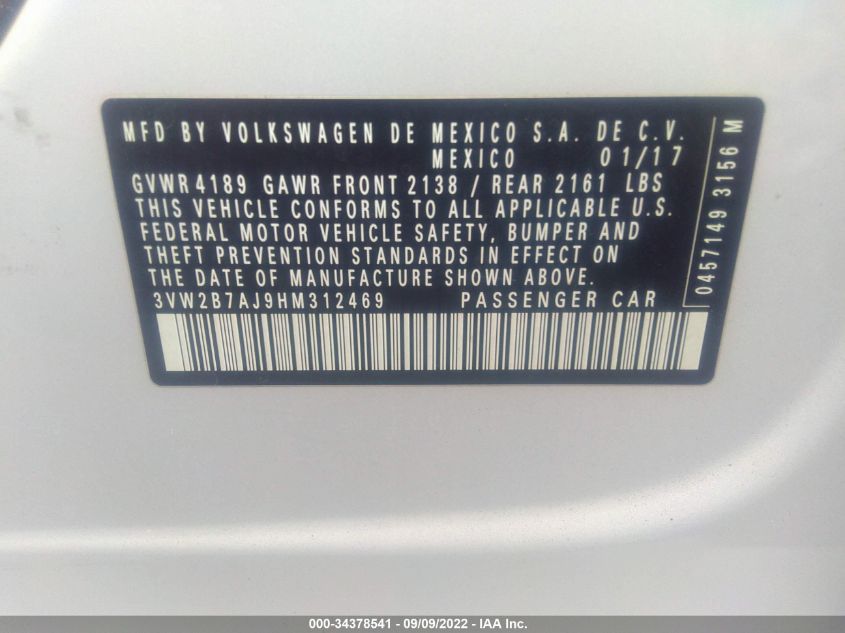 MFD BY VOLKSWAGEN DE MEXICO S.A. DE C.V.
MEXICO 01/17
GVWR 4189 GAWR FRONT 2138 / REAR 2161 LBS
THIS VEHICLE CONFORMS TO ALL APPLICABLE U.S.
FEDERAL MOTOR VEHICLE SAFETY, BUMPER AND
THEFT PREVENTION STANDARDS IN EFFECT ON
THE DATE OF MANUFACTURE SHOWN ABOVE.
3VW2B7AJ9HM312469 PASSENGER CAR
0457149 3156 M
000-34378541 - 09/09/2022 - IAA Inc.